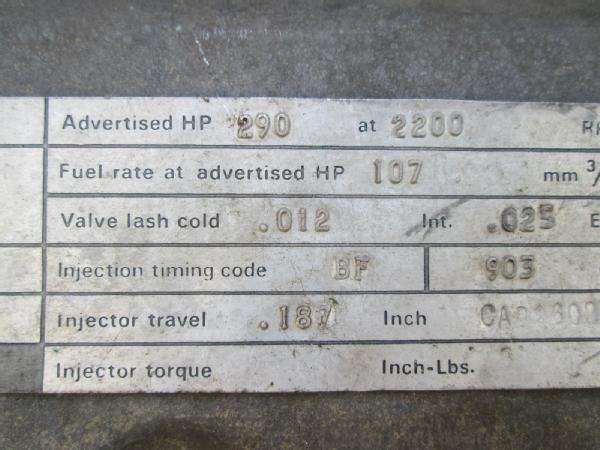 Advertised HP 290 at 2200
Fuel rate at advertised HP 107 mm 3/
Valve lash cold .012 Int. .025 E
Injection timing code BF 903
Injector travel .187 Inch
Injector torque Inch-Lbs.